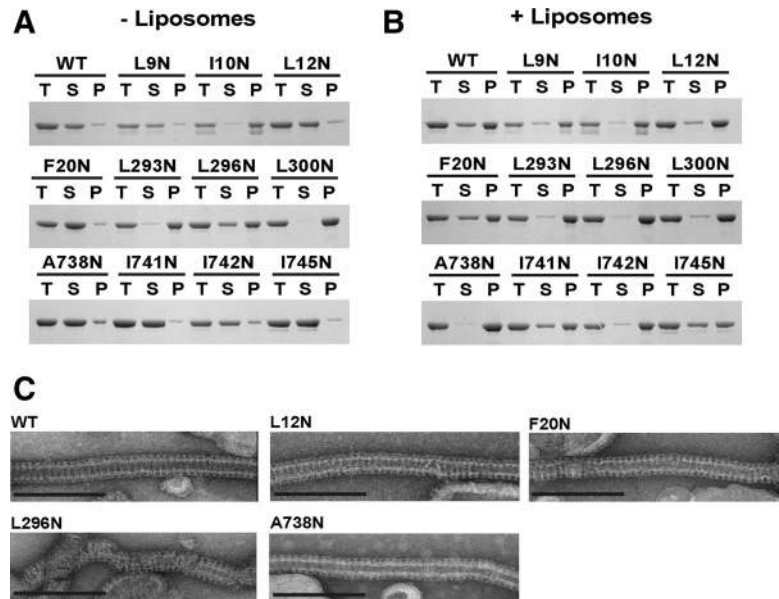 A - Liposomes
WT L9N I10N L12N
T S P T S P T S P T S P
F20N L293N L296N L300N
T S P T S P T S P T S P
A738N I741N I742N I745N
T S P T S P T S P T S P
B + Liposomes
WT L9N I10N L12N
T S P T S P T S P T S P
F20N L293N L296N L300N
T S P T S P T S P T S P
A738N I741N I742N I745N
T S P T S P T S P T S P
C
WT L12N F20N
L296N A738N